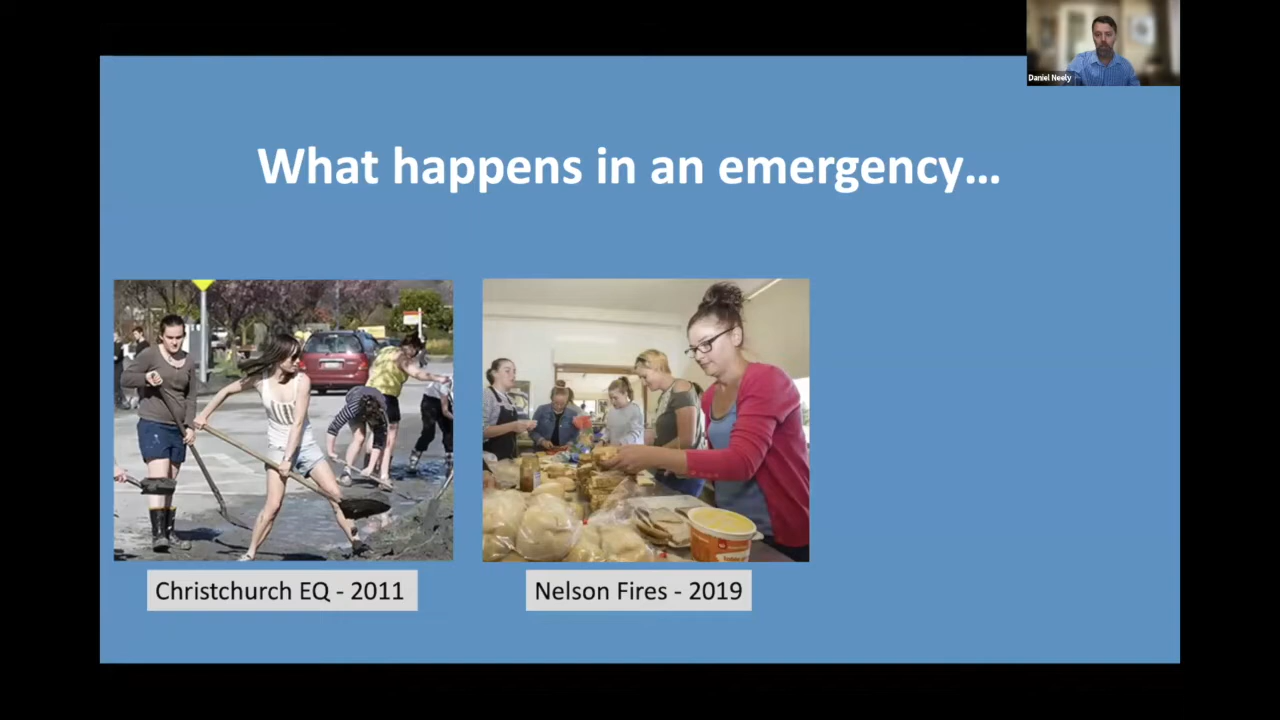 Daniel Neely
What happens in an emergency…
Christchurch EQ - 2011
Nelson Fires - 2019